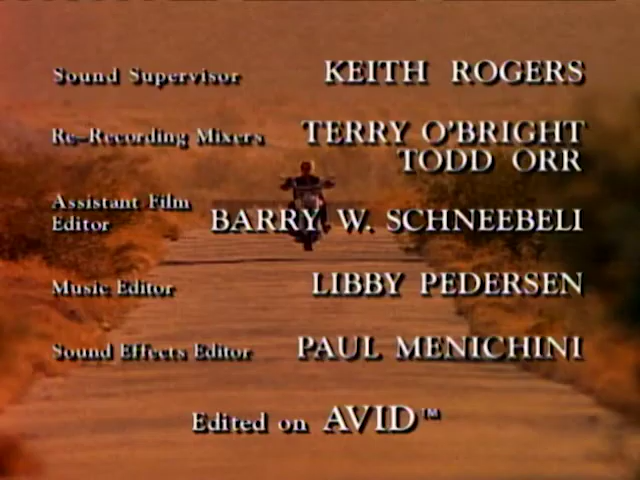 Sound Supervisor KEITH ROGERS
Re-Recording Mixers TERRY O'BRIGHT
TODD ORR
Assistant Film
Editor BARRY W. SCHNEEBELI
Music Editor LIBBY PEDERSEN
Sound Effects Editor PAUL MENICHINI
Edited on AVID™